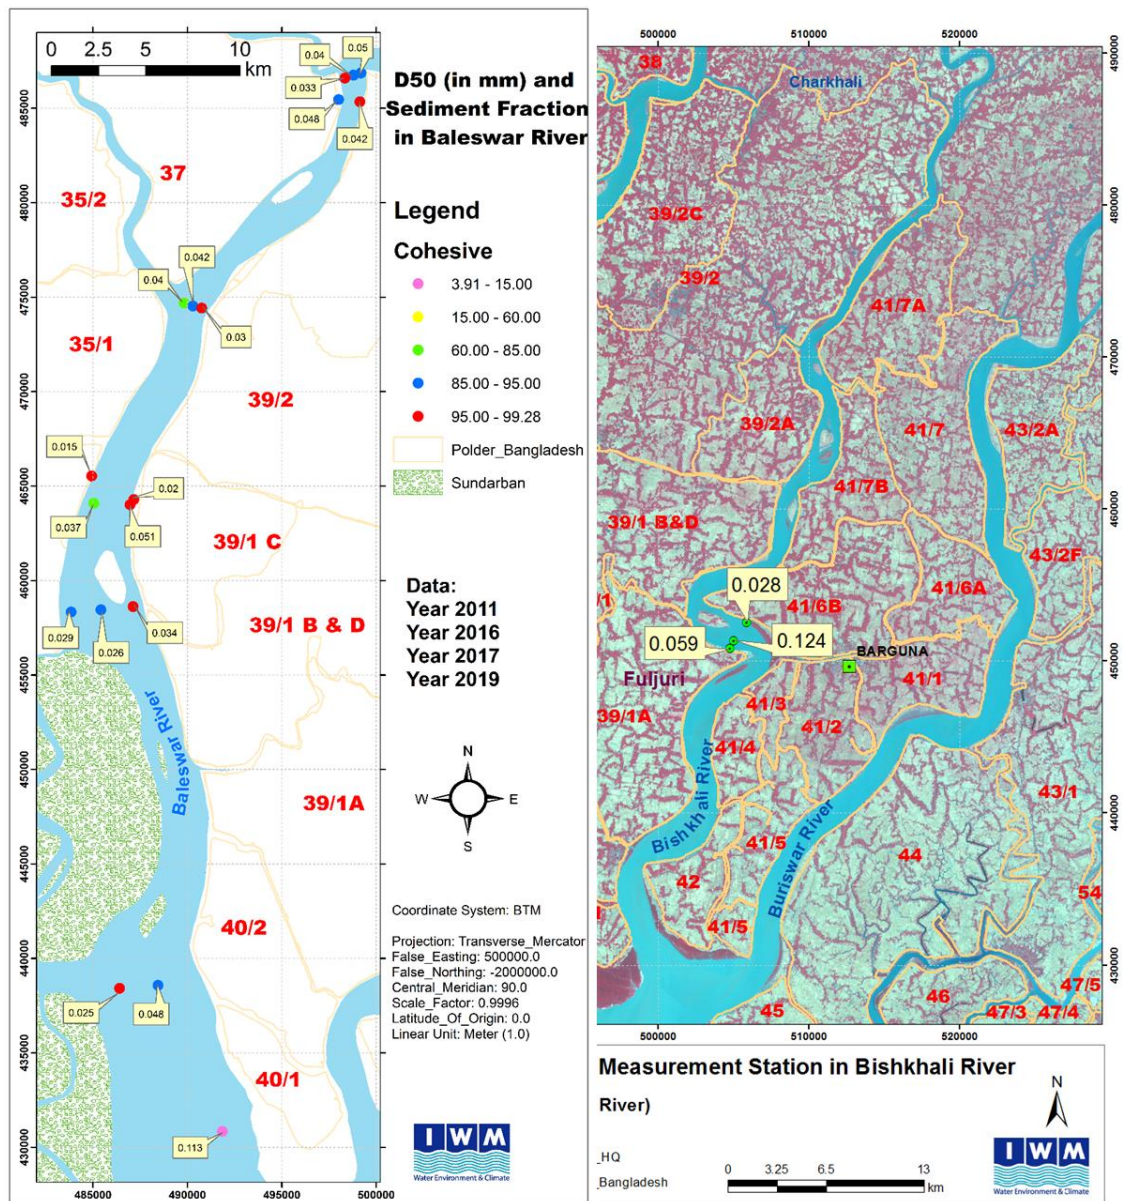 0 2.5 5 10
km
D50 (in mm) and
Sediment Fraction
in Baleswar River
0.04
0.05
0.033
0.048
0.042
37
35/2
0.042
0.04
0.03
35/1
39/2
0.015
0.02
0.037
0.051
39/1 C
0.029
0.026
0.034
39/1 B & D
Baleswar River
39/1A
40/2
0.025
0.048
40/1
0.113
485000
480000
475000
470000
465000
460000
455000
450000
445000
440000
435000
430000
485000 490000 495000 500000
Legend
Cohesive
3.91 - 15.00
15.00 - 60.00
60.00 - 85.00
85.00 - 95.00
95.00 - 99.28
Polder_Bangladesh
Sundarban
Data:
Year 2011
Year 2016
Year 2017
Year 2019
N
W E
S
Coordinate System: BTM
Projection: Transverse_Mercator
False_Easting: 500000.0
False_Northing: -2000000.0
Central_Meridian: 90.0
Scale_Factor: 0.9996
Latitude_Of_Origin: 0.0
Linear Unit: Meter (1.0)
IWM
Water Environment & Climate
500000 510000 520000
490000
480000
470000
460000
450000
440000
430000
38
Charkhali
39/2C
39/2
41/7A
39/2A
41/7
43/2A
41/7B
39/1 B&D
43/2F
41/6A
/1
0.028
41/6B
0.059
0.124
BARGUNA
Fuljuri
41/1
39/1A
41/3
41/2
41/4
Bishkhali River
43/1
41/5
Buriswar River
44
42
54
41/5
46
47/5
45
47/3
47/4
500000 510000 520000
Measurement Station in Bishkhali River
River)
N
_HQ
_Bangladesh
0 3.25 6.5 13
km
IWM
Water Environment & Climate